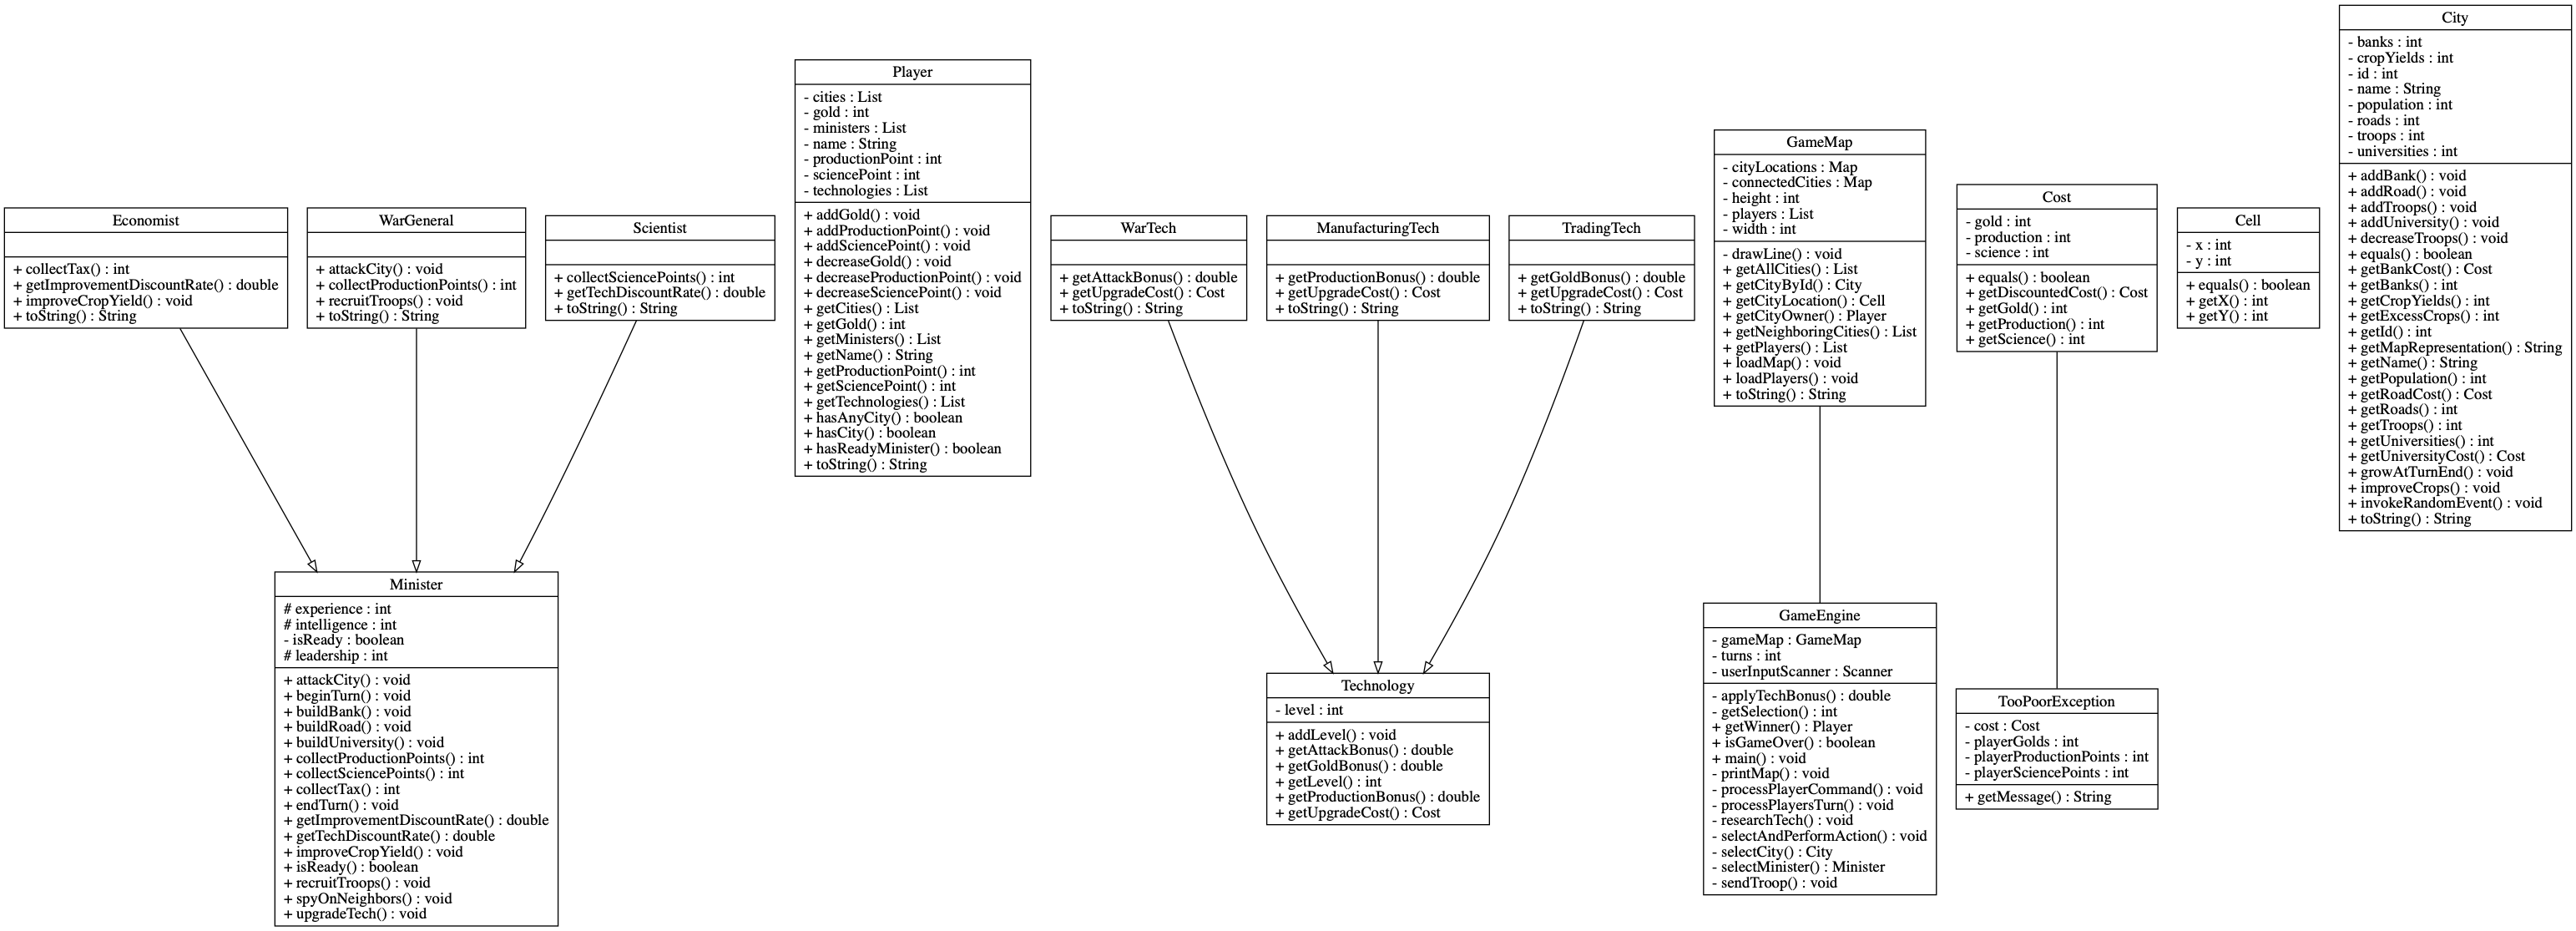 Economist
+ collectTax() : int
+ getImprovementDiscountRate() : double
+ improveCropYield() : void
+ toString() : String
WarGeneral
+ attackCity() : void
+ collectProductionPoints() : int
+ recruitTroops() : void
+ toString() : String
Scientist
+ collectSciencePoints() : int
+ getTechDiscountRate() : double
+ toString() : String
Player
- cities : List
- gold : int
- ministers : List
- name : String
- productionPoint : int
- sciencePoint : int
- technologies : List
+ addGold() : void
+ addProductionPoint() : void
+ addSciencePoint() : void
+ decreaseGold() : void
+ decreaseProductionPoint() : void
+ decreaseSciencePoint() : void
+ getCities() : List
+ getGold() : int
+ getMinisters() : List
+ getName() : String
+ getProductionPoint() : int
+ getSciencePoint() : int
+ getTechnologies() : List
+ hasAnyCity() : boolean
+ hasCity() : boolean
+ hasReadyMinister() : boolean
+ toString() : String
WarTech
+ getAttackBonus() : double
+ getUpgradeCost() : Cost
+ toString() : String
ManufacturingTech
+ getProductionBonus() : double
+ getUpgradeCost() : Cost
+ toString() : String
TradingTech
+ getGoldBonus() : double
+ getUpgradeCost() : Cost
+ toString() : String
GameMap
- cityLocations : Map
- connectedCities : Map
- height : int
- players : List
- width : int
- drawLine() : void
+ getAllCities() : List
+ getCityById() : City
+ getCityLocation() : Cell
+ getCityOwner() : Player
+ getNeighboringCities() : List
+ getPlayers() : List
+ loadMap() : void
+ loadPlayers() : void
+ toString() : String
Cost
- gold : int
- production : int
- science : int
+ equals() : boolean
+ getDiscountedCost() : Cost
+ getGold() : int
+ getProduction() : int
+ getScience() : int
Cell
- x : int
- y : int
+ equals() : boolean
+ getX() : int
+ getY() : int
City
- banks : int
- cropYields : int
- id : int
- name : String
- population : int
- roads : int
- troops : int
- universities : int
+ addBank() : void
+ addRoad() : void
+ addTroops() : void
+ addUniversity() : void
+ decreaseTroops() : void
+ equals() : boolean
+ getBankCost() : Cost
+ getBanks() : int
+ getCropYields() : int
+ getExcessCrops() : int
+ getId() : int
+ getMapRepresentation() : String
+ getName() : String
+ getPopulation() : int
+ getRoadCost() : Cost
+ getRoads() : int
+ getTroops() : int
+ getUniversities() : int
+ getUniversityCost() : Cost
+ growAtTurnEnd() : void
+ improveCrops() : void
+ invokeRandomEvent() : void
+ toString() : String
Minister
# experience : int
# intelligence : int
- isReady : boolean
# leadership : int
+ attackCity() : void
+ beginTurn() : void
+ buildBank() : void
+ buildRoad() : void
+ buildUniversity() : void
+ collectProductionPoints() : int
+ collectSciencePoints() : int
+ collectTax() : int
+ endTurn() : void
+ getImprovementDiscountRate() : double
+ getTechDiscountRate() : double
+ improveCropYield() : void
+ isReady() : boolean
+ recruitTroops() : void
+ spyOnNeighbors() : void
+ upgradeTech() : void
Technology
- level : int
+ addLevel() : void
+ getAttackBonus() : double
+ getGoldBonus() : double
+ getLevel() : int
+ getProductionBonus() : double
+ getUpgradeCost() : Cost
GameEngine
- gameMap : GameMap
- turns : int
- userInputScanner : Scanner
- applyTechBonus() : double
- getSelection() : int
+ getWinner() : Player
+ isGameOver() : boolean
+ main() : void
- printMap() : void
- processPlayerCommand() : void
- processPlayersTurn() : void
- researchTech() : void
- selectAndPerformAction() : void
- selectCity() : City
- selectMinister() : Minister
- sendTroop() : void
TooPoorException
- cost : Cost
- playerGolds : int
- playerProductionPoints : int
- playerSciencePoints : int
+ getMessage() : String